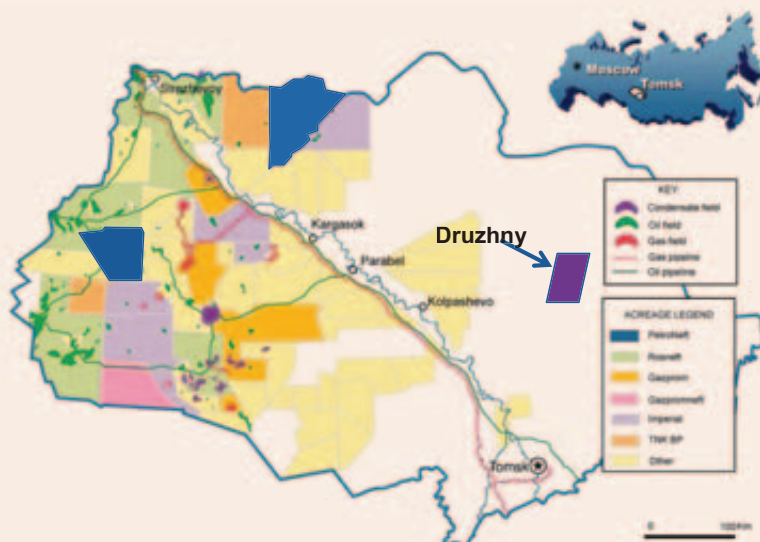 Moscow
Tomsk
Strezhevoy
Kargasok
Druzhny
Parabel
Kolpashevo
Tomsk
KEY:
Condensate field
Oil field
Gas field
Gas pipeline
Oil pipeline
ACREAGE LEGEND
PetroNeft
Rosneft
Gazprom
Gazpromneft
Imperial
TNK BP
Other
0 100 Km